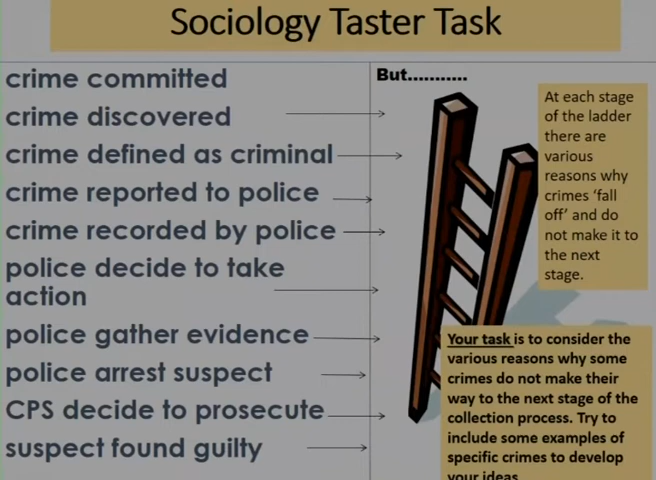 Sociology Taster Task
crime committed
crime discovered
crime defined as criminal
crime reported to police
crime recorded by police
police decide to take
action
police gather evidence
police arrest suspect
CPS decide to prosecute
suspect found guilty
But...........
At each stage
of the ladder
there are
various
reasons why
crimes ‘fall
off’ and do
not make it to
the next
stage.
Your task is to consider the
various reasons why some
crimes do not make their
way to the next stage of the
collection process. Try to
include some examples of
specific crimes to develop
your ideas